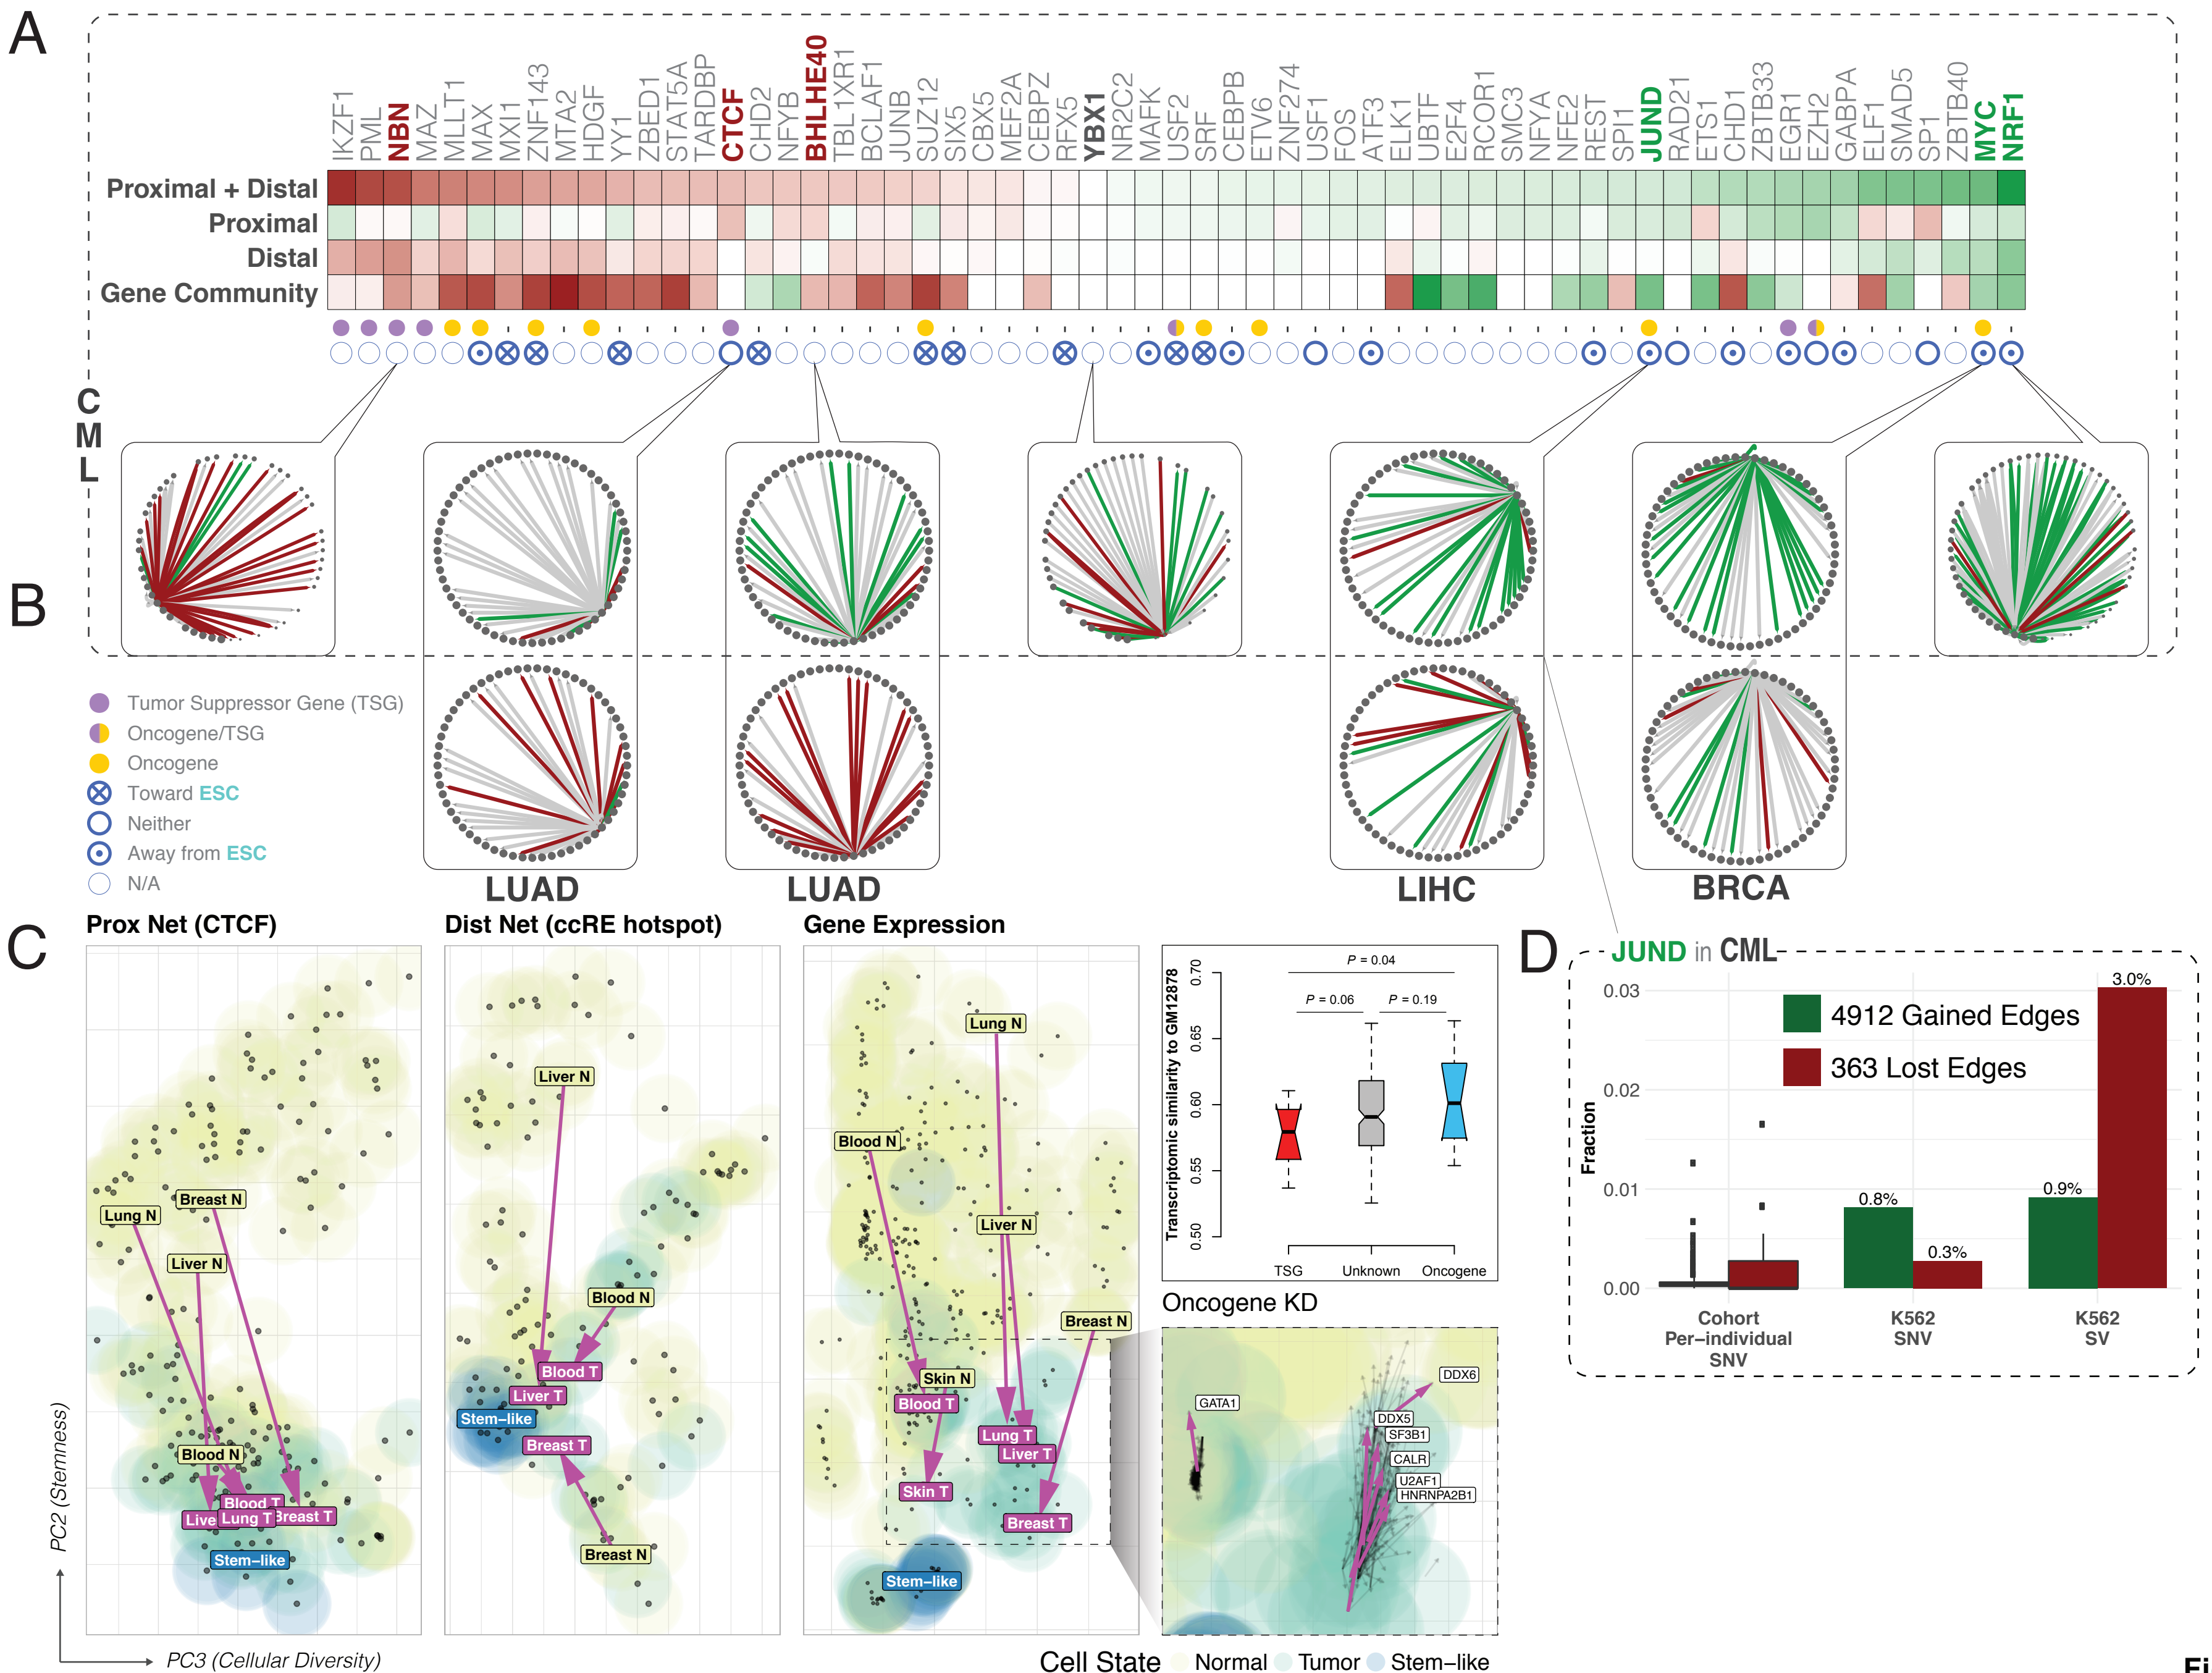 A
IKZF1
PML
NBN
MAZ
MLLT1
MAX
MXI1
ZNF143
MTA2
HDGF
YY1
ZBED1
STAT5A
TARDBP
CTCF
CHD2
NFYB
BHLHE40
TBL1XR1
BCLAF1
JUNB
SUZ12
SIX5
CBX5
MEF2A
CEBPZ
RFX5
YBX1
NR2C2
MAFK
USF2
SRF
CEBPB
ETV6
ZNF274
USF1
FOS
ATF3
ELK1
UBTF
E2F4
RCOR1
SMC3
NFYA
NFE2
REST
SPI1
JUND
RAD21
ETS1
CHD1
ZBTB33
EGR1
EZH2
GABPA
ELF1
SMAD5
SP1
ZBTB40
MYC
NRF1
Proximal + Distal
Proximal
Distal
Gene Community
C
M
L
B
Tumor Suppressor Gene (TSG)
Oncogene/TSG
Oncogene
Toward ESC
Neither
Away from ESC
N/A
LUAD
LUAD
LIHC
BRCA
C
Prox Net (CTCF)
Lung N
Breast N
Liver N
Blood N
Blood T
Live
Lung T
Breast T
Stem-like
PC2 (Stemness)
PC3 (Cellular Diversity)
Dist Net (ccRE hotspot)
Liver N
Blood N
Blood T
Liver T
Stem-like
Breast T
Breast N
Gene Expression
Lung N
Blood N
Liver N
Breast N
Skin N
Blood T
Lung T
Liver T
Skin T
Breast T
Stem-like
Transcriptomic similarity to GM12878
0.70
0.65
0.60
0.55
0.50
P = 0.04
P = 0.06
P = 0.19
TSG
Unknown
Oncogene
Oncogene KD
GATA1
DDX6
DDX5
SF3B1
CALR
U2AF1
HNRNPA2B1
Cell State
Normal
Tumor
Stem-like
D
JUND in CML
4912 Gained Edges
363 Lost Edges
Fraction
0.03
0.02
0.01
0.00
0.8%
0.3%
0.9%
3.0%
Cohort
Per-individual
SNV
K562
SNV
K562
SV
Fi